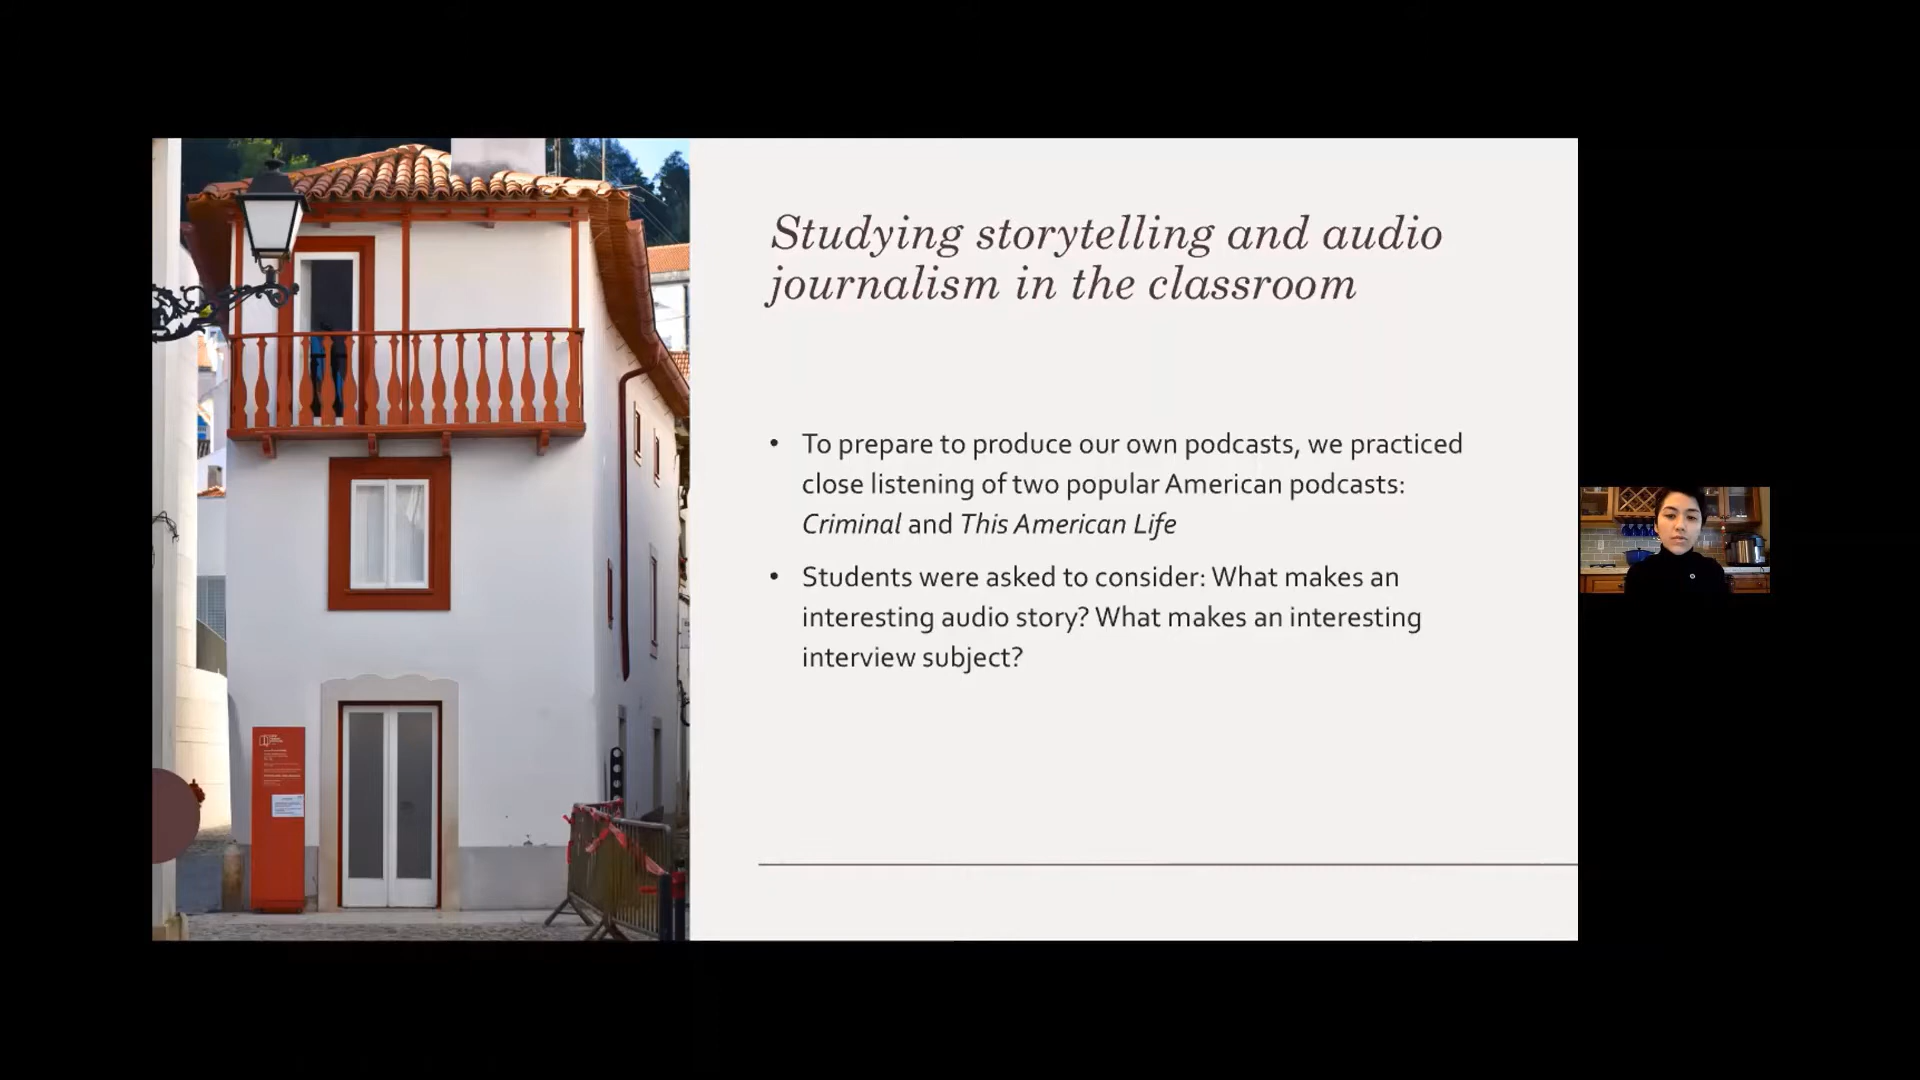 Studying storytelling and audio
journalism in the classroom
• To prepare to produce our own podcasts, we practiced
close listening of two popular American podcasts:
Criminal and This American Life
• Students were asked to consider: What makes an
interesting audio story? What makes an interesting
interview subject?